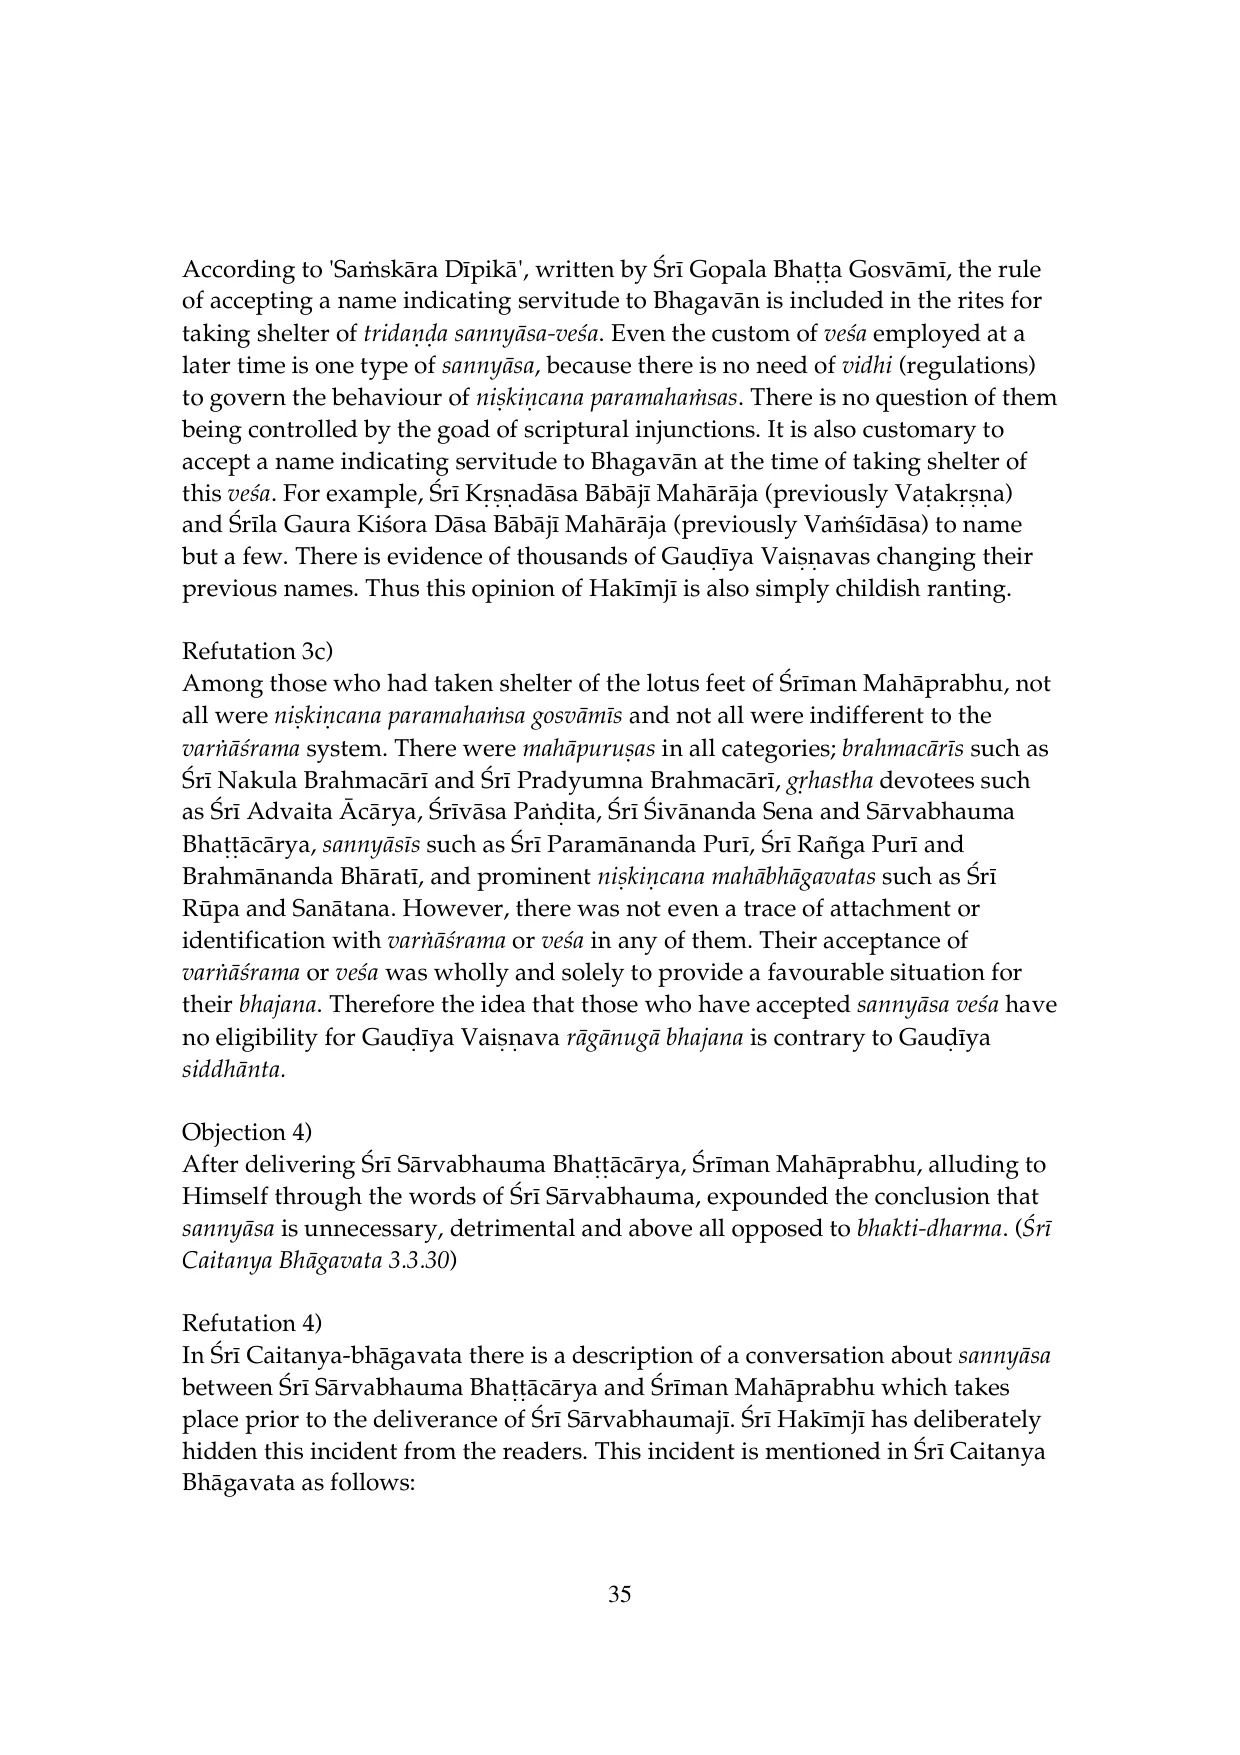 According to 'Saṁskāra Dīpikā', written by Śrī Gopala Bhaṭṭa Gosvāmī, the rule
of accepting a name indicating servitude to Bhagavān is included in the rites for
taking shelter of tridaṇḍa sannyāsa-veśa. Even the custom of veśa employed at a
later time is one type of sannyāsa, because there is no need of vidhi (regulations)
to govern the behaviour of niṣkiṇcana paramahaṁsas. There is no question of them
being controlled by the goad of scriptural injunctions. It is also customary to
accept a name indicating servitude to Bhagavān at the time of taking shelter of
this veśa. For example, Śrī Kṛṣṇadāsa Bābājī Mahārāja (previously Vaṭakṛṣṇa)
and Śrīla Gaura Kiśora Dāsa Bābājī Mahārāja (previously Vaṁśīdāsa) to name
but a few. There is evidence of thousands of Gauḍīya Vaiṣṇavas changing their
previous names. Thus this opinion of Hakīmjī is also simply childish ranting.

Refutation 3c)
Among those who had taken shelter of the lotus feet of Śrīman Mahāprabhu, not
all were niṣkiṇcana paramahaṁsa gosvāmīs and not all were indifferent to the
varṅāśrama system. There were mahāpuruṣas in all categories; brahmacārīs such as
Śrī Nakula Brahmacārī and Śrī Pradyumna Brahmacārī, gṛhastha devotees such
as Śrī Advaita Ācārya, Śrīvāsa Paṅḍita, Śrī Śivānanda Sena and Sārvabhauma
Bhaṭṭācārya, sannyāsīs such as Śrī Paramānanda Purī, Śrī Rañga Purī and
Brahmānanda Bhāratī, and prominent niṣkiṇcana mahābhāgavatas such as Śrī
Rūpa and Sanātana. However, there was not even a trace of attachment or
identification with varṅāśrama or veśa in any of them. Their acceptance of
varṅāśrama or veśa was wholly and solely to provide a favourable situation for
their bhajana. Therefore the idea that those who have accepted sannyāsa veśa have
no eligibility for Gauḍīya Vaiṣṇava rāgānugā bhajana is contrary to Gauḍīya
siddhānta.

Objection 4)
After delivering Śrī Sārvabhauma Bhaṭṭācārya, Śrīman Mahāprabhu, alluding to
Himself through the words of Śrī Sārvabhauma, expounded the conclusion that
sannyāsa is unnecessary, detrimental and above all opposed to bhakti-dharma. (Śrī
Caitanya Bhāgavata 3.3.30)

Refutation 4)
In Śrī Caitanya-bhāgavata there is a description of a conversation about sannyāsa
between Śrī Sārvabhauma Bhaṭṭācārya and Śrīman Mahāprabhu which takes
place prior to the deliverance of Śrī Sārvabhaumajī. Śrī Hakīmjī has deliberately
hidden this incident from the readers. This incident is mentioned in Śrī Caitanya
Bhāgavata as follows:

35